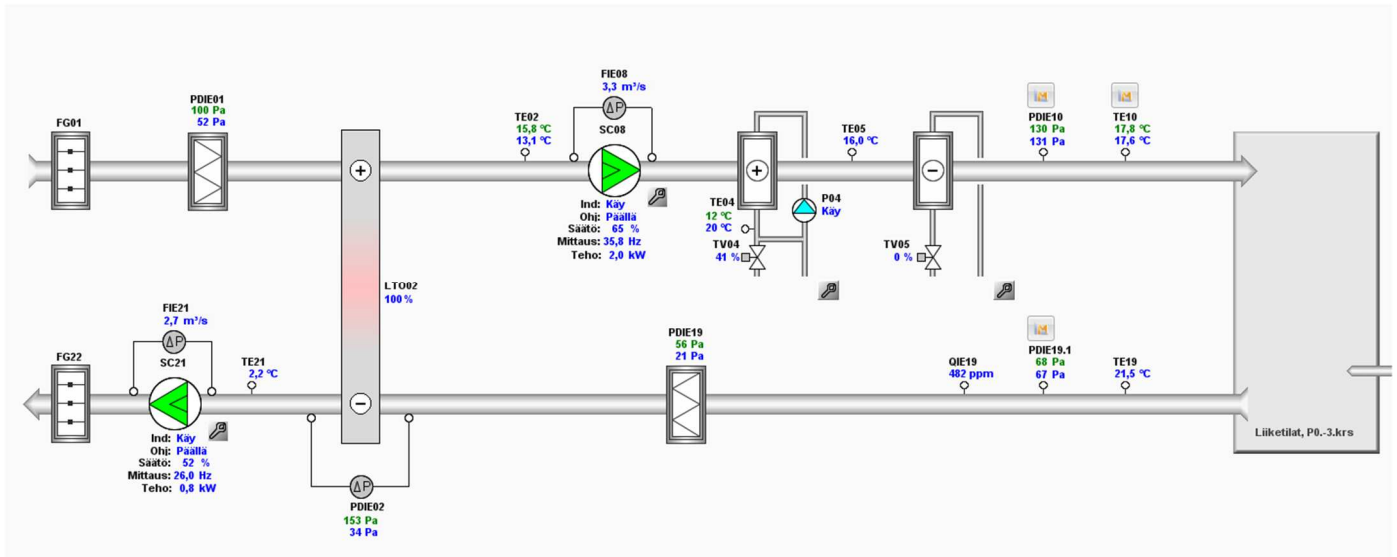 FG01
PDIE01
100 Pa
52 Pa
TE02
15,8 °C
13,1 °C
FIE08
3,3 m³/s
ΔP
SC08
Ind: Käy
Ohj: Päällä
Säätö: 65 %
Mittaus: 35,8 Hz
Teho: 2,0 kW
TE04
12 °C
20 °C
TV04
41 %
P04
Käy
TE05
16,0 °C
TV05
0 %
PDIE10
130 Pa
131 Pa
TE10
17,8 °C
17,6 °C
LTO02
100 %
FG22
FIE21
2,7 m³/s
ΔP
SC21
Ind: Käy
Ohj: Päällä
Säätö: 52 %
Mittaus: 26,0 Hz
Teho: 0,8 kW
TE21
2,2 °C
ΔP
PDIE02
153 Pa
34 Pa
PDIE19
56 Pa
21 Pa
QIE19
482 ppm
PDIE19.1
68 Pa
67 Pa
TE19
21,5 °C
Liiketilat, P0.-3.krs